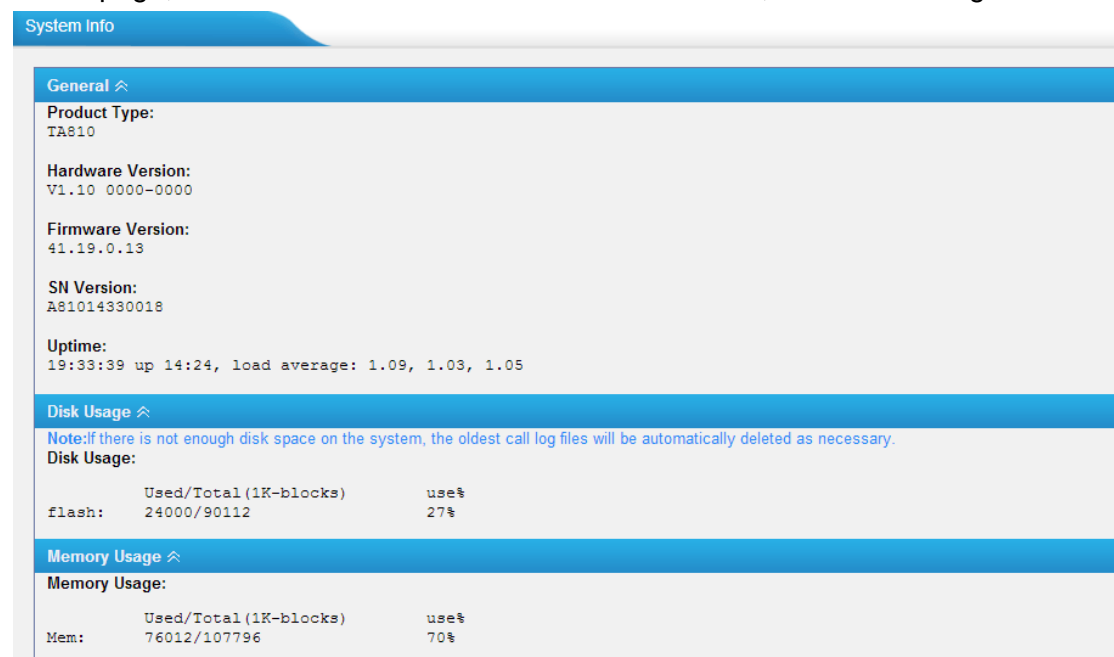 System Info
General
Product Type:
TA810
Hardware Version:
V1.10 0000-0000
Firmware Version:
41.19.0.13
SN Version:
A81014330018
Uptime:
19:33:39 up 14:24, load average: 1.09, 1.03, 1.05
Disk Usage
Note:If there is not enough disk space on the system, the oldest call log files will be automatically deleted as necessary.
Disk Usage:
Used/Total(1K-blocks) use%
flash: 24000/90112 27%
Memory Usage
Memory Usage:
Used/Total(1K-blocks) use%
Mem: 76012/107796 70%